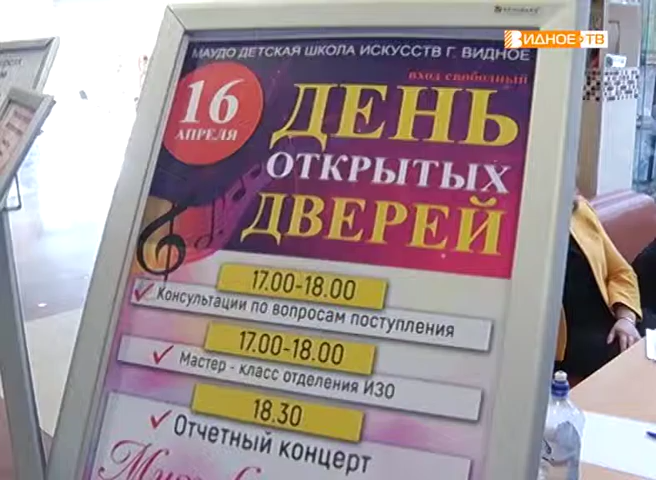 ВИДНОЕ ТВ
МАУДО ДЕТСКАЯ ШКОЛА ИСКУССТВ Г. ВИДНОЕ
вход свободный
16
АПРЕЛЯ
ДЕНЬ
ОТКРЫТЫХ
ДВЕРЕЙ
17.00-18.00
Консультации по вопросам поступления
17.00-18.00
Мастер - класс отделения ИЗО
18.30
Отчетный концерт